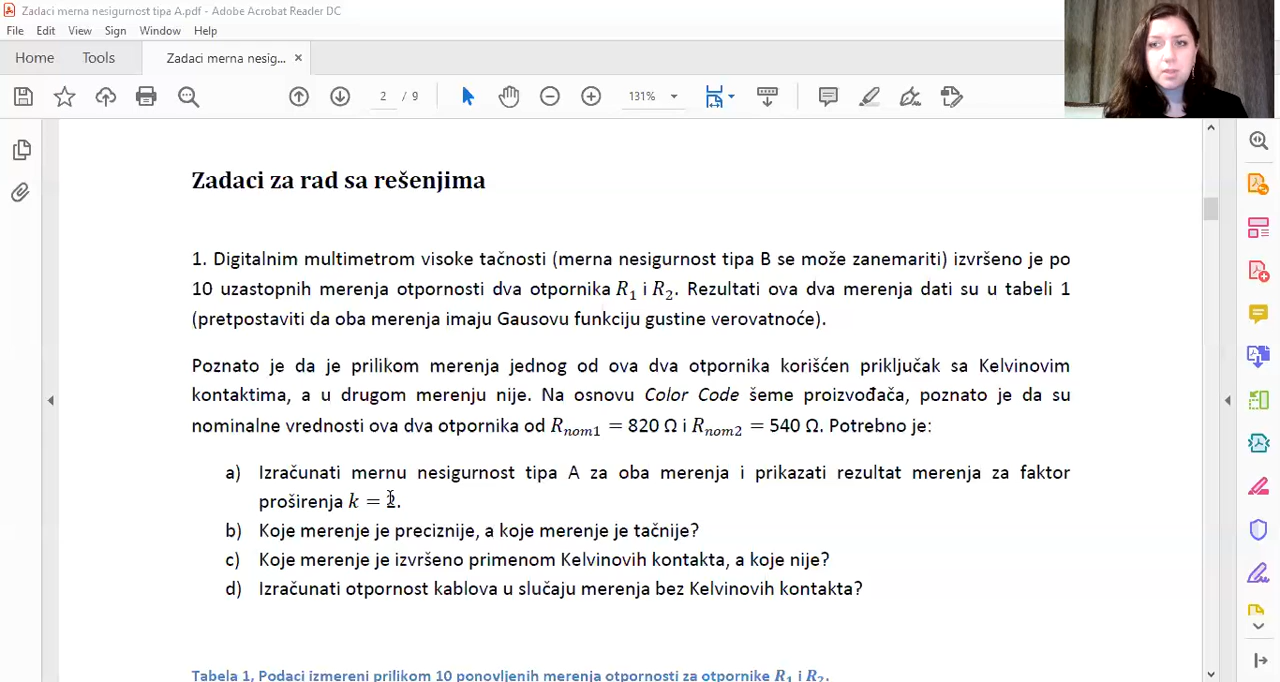 Zadaci merna nesigurnost tipa A.pdf - Adobe Acrobat Reader DC
File Edit View Sign Window Help
Home Tools Zadaci merna nesig... ×
2 / 9 131%
Zadaci za rad sa rešenjima
1. Digitalnim multimetrom visoke tačnosti (merna nesigurnost tipa B se može zanemariti) izvršeno je po
10 uzastopnih merenja otpornosti dva otpornika R₁ i R₂. Rezultati ova dva merenja dati su u tabeli 1
(pretpostaviti da oba merenja imaju Gausovu funkciju gustine verovatnoće).
Poznato je da je prilikom merenja jednog od ova dva otpornika korišćen priključak sa Kelvinovim
kontaktima, a u drugom merenju nije. Na osnovu Color Code šeme proizvođača, poznato je da su
nominalne vrednosti ova dva otpornika od Rnom1 = 820 Ω i Rnom2 = 540 Ω. Potrebno je:
a) Izračunati mernu nesigurnost tipa A za oba merenja i prikazati rezultat merenja za faktor
proširenja k = 2.
b) Koje merenje je preciznije, a koje merenje je tačnije?
c) Koje merenje je izvršeno primenom Kelvinovih kontakta, a koje nije?
d) Izračunati otpornost kablova u slučaju merenja bez Kelvinovih kontakta?
Tabela 1, Podaci izmereni prilikom 10 ponovljenih merenja otpornosti za otpornike R₁ i R₂.